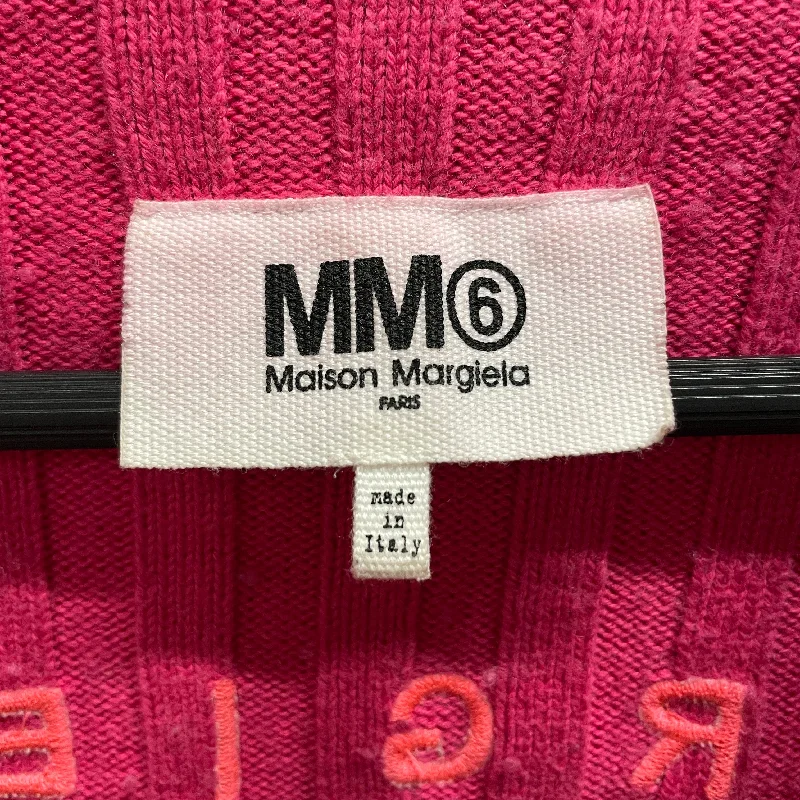 MM⑥
Maison Margiela
PARIS
made
in
Italy
E I G R